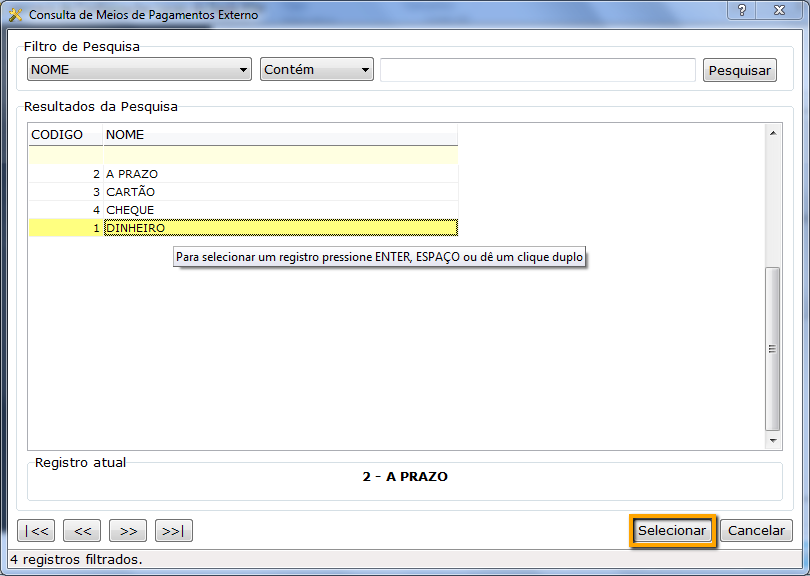 Consulta de Meios de Pagamentos Externo
?
Filtro de Pesquisa
NOME Contém Pesquisar
Resultados da Pesquisa
CODIGO NOME
2 A PRAZO
3 CARTÃO
4 CHEQUE
1 DINHEIRO
Para selecionar um registro pressione ENTER, ESPAÇO ou dê um clique duplo
Registro atual
2 - A PRAZO
|<< << >> >>| Selecionar Cancelar
4 registros filtrados.